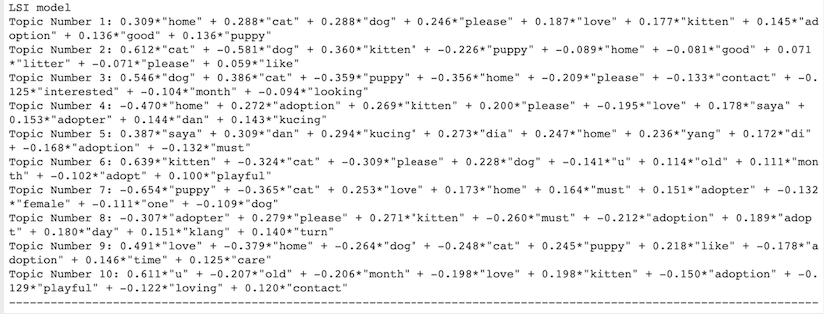 LSI model
Topic Number 1: 0.309*"home" + 0.288*"cat" + 0.288*"dog" + 0.246*"please" + 0.187*"love" + 0.177*"kitten" + 0.145*"ad
option" + 0.136*"good" + 0.136*"puppy"
Topic Number 2: 0.612*"cat" + -0.581*"dog" + 0.360*"kitten" + -0.226*"puppy" + -0.089*"home" + -0.081*"good" + 0.071
*"litter" + -0.071*"please" + 0.059*"like"
Topic Number 3: 0.546*"dog" + 0.386*"cat" + -0.359*"puppy" + -0.356*"home" + -0.209*"please" + -0.133*"contact" + -0.
125*"interested" + -0.104*"month" + -0.094*"looking"
Topic Number 4: -0.470*"home" + 0.272*"adoption" + 0.269*"kitten" + 0.200*"please" + -0.195*"love" + 0.178*"saya" +
0.153*"adopter" + 0.144*"dan" + 0.143*"kucing"
Topic Number 5: 0.387*"saya" + 0.309*"dan" + 0.294*"kucing" + 0.273*"dia" + 0.247*"home" + 0.236*"yang" + 0.172*"di"
+ -0.168*"adoption" + -0.132*"must"
Topic Number 6: 0.639*"kitten" + -0.324*"cat" + -0.309*"please" + 0.228*"dog" + -0.141*"u" + 0.114*"old" + 0.111*"mon
th" + -0.102*"adopt" + 0.100*"playful"
Topic Number 7: -0.654*"puppy" + -0.365*"cat" + 0.253*"love" + 0.173*"home" + 0.164*"must" + 0.151*"adopter" + -0.132
*"female" + -0.111*"one" + -0.109*"dog"
Topic Number 8: -0.307*"adopter" + 0.279*"please" + 0.271*"kitten" + -0.260*"must" + -0.212*"adoption" + 0.189*"adop
t" + 0.180*"day" + 0.151*"klang" + 0.140*"turn"
Topic Number 9: 0.491*"love" + -0.379*"home" + -0.264*"dog" + -0.248*"cat" + 0.245*"puppy" + 0.218*"like" + -0.178*"a
doption" + 0.146*"time" + 0.125*"care"
Topic Number 10: 0.611*"u" + -0.207*"old" + -0.206*"month" + -0.198*"love" + 0.198*"kitten" + -0.150*"adoption" + -0.
129*"playful" + -0.122*"loving" + 0.120*"contact"